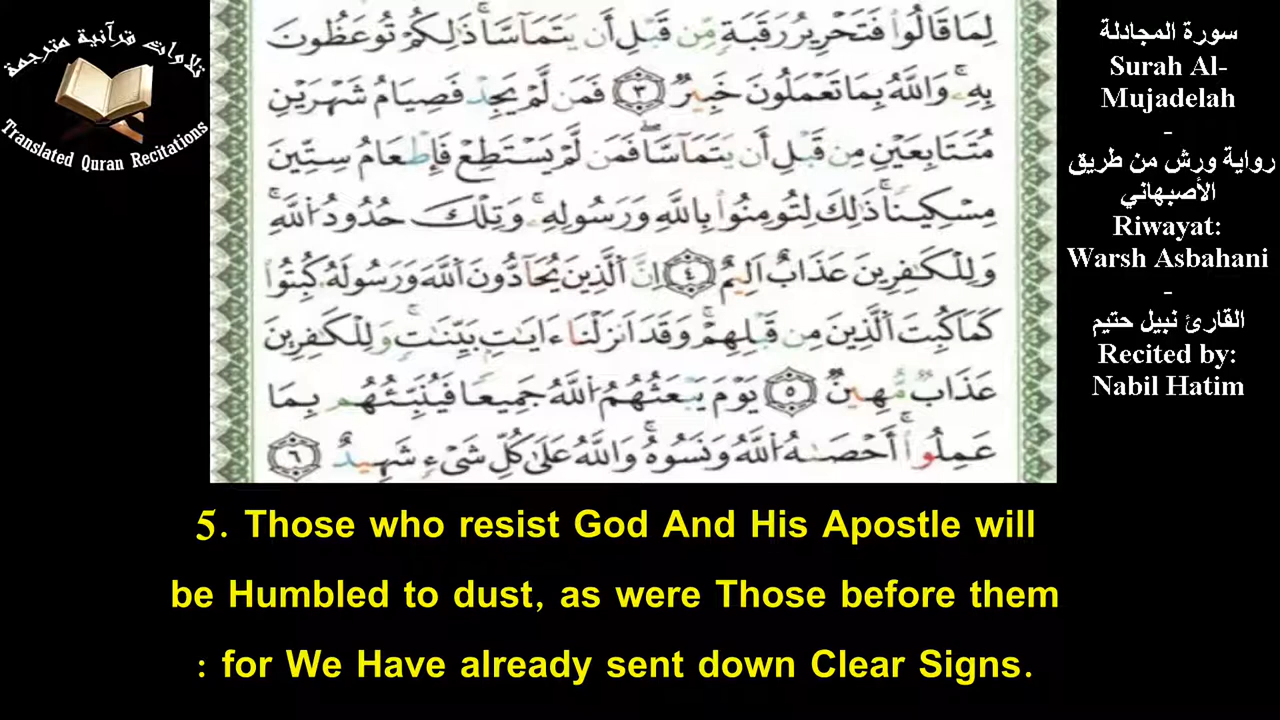 تلاوات قرآنية مترجمة
Translated Quran Recitations
لِمَا قَالُواْ فَتَحْرِيرُ رَقَبَةٍ مِّن قَبْلِ أَن يَتَمَآسَّا ذَٰلِكُمْ تُوعَظُونَ
بِهِۦ وَاللَّهُ بِمَا تَعْمَلُونَ خَبِيرٌ ٣ فَمَن لَّمْ يَجِدْ فَصِيَامُ شَهْرَيْنِ
مُتَتَابِعَيْنِ مِن قَبْلِ أَن يَتَمَآسَّا فَمَن لَّمْ يَسْتَطِعْ فَإِطْعَامُ سِتِّينَ
مِسْكِينًا ذَٰلِكَ لِتُومِنُواْ بِاللَّهِ وَرَسُولِهِۦ وَتِلْكَ حُدُودُ اللَّهِ
وَلِلْكَٰفِرِينَ عَذَابٌ اَلِيمٌ ٤ اِنَّ الَّذِينَ يُحَآدُّونَ اللَّهَ وَرَسُولَهُ كُبِتُواْ
كَمَا كُبِتَ الَّذِينَ مِن قَبْلِهِمْ وَقَدَ اَنزَلْنَا ءَايَٰتِۭ بَيِّنَٰتٍ وَلِلْكَٰفِرِينَ
عَذَابٌ مُّهِينٌ ٥ يَوْمَ يَبْعَثُهُمُ اللَّهُ جَمِيعًا فَيُنَبِّئُهُم بِمَا
عَمِلُواْ أَحْصَىٰهُ اللَّهُ وَنَسُوهُ وَاللَّهُ عَلَىٰ كُلِّ شَىْءٍ شَهِيدٌ ٦
سورة المجادلة
Surah Al-
Mujadelah
-
رواية ورش من طريق
الأصبهاني
Riwayat:
Warsh Asbahani
-
القارئ نبيل حتيم
Recited by:
Nabil Hatim
5. Those who resist God And His Apostle will
be Humbled to dust, as were Those before them
: for We Have already sent down Clear Signs.